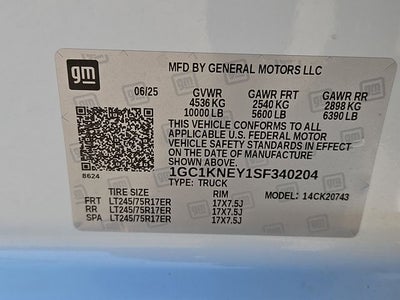 gm
MFD BY GENERAL MOTORS LLC
06/25 GVWR GAWR FRT GAWR RR
4536 KG 2540 KG 2898 KG
10000 LB 5600 LB 6390 LB
THIS VEHICLE CONFORMS TO ALL
APPLICABLE U.S. FEDERAL MOTOR
VEHICLE SAFETY STANDARDS IN EFFECT
ON THE DATE OF MANUFACTURE
SHOWN ABOVE.
8624 1GC1KNEY1SF340204
TYPE: TRUCK
TIRE SIZE RIM MODEL: 14CK20743
FRT LT245/75R17ER 17X7.5J
RR LT245/75R17ER 17X7.5J
SPA LT245/75R17ER 17X7.5J